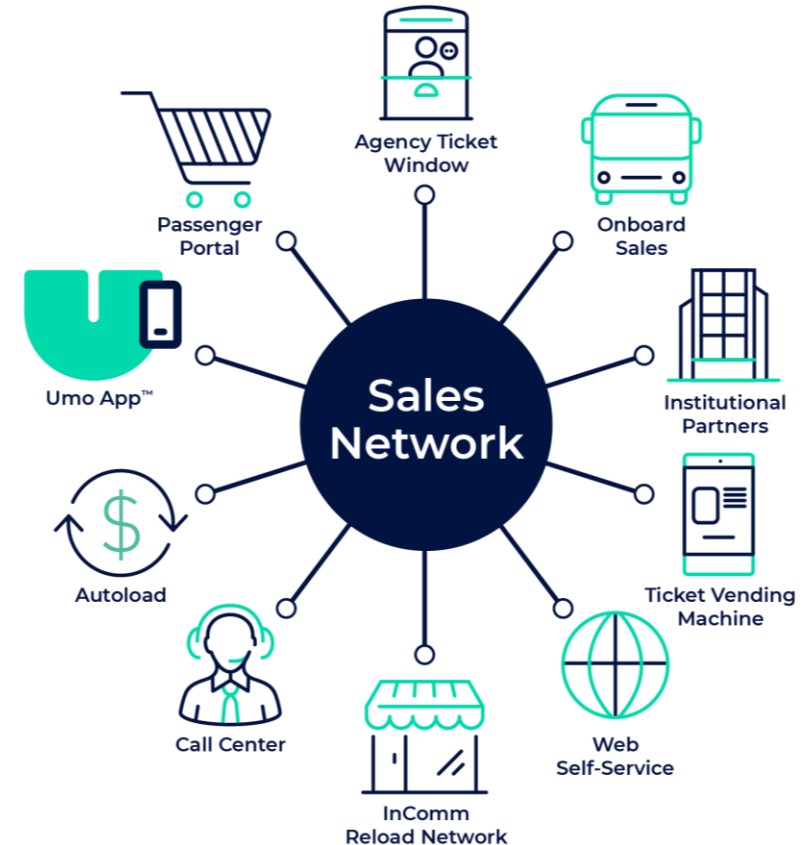 Agency Ticket
Window
Passenger
Portal
Onboard
Sales
Umo App™
Sales
Network
Institutional
Partners
Autoload
$
Ticket Vending
Machine
Call Center
Web
Self-Service
InComm
Reload Network